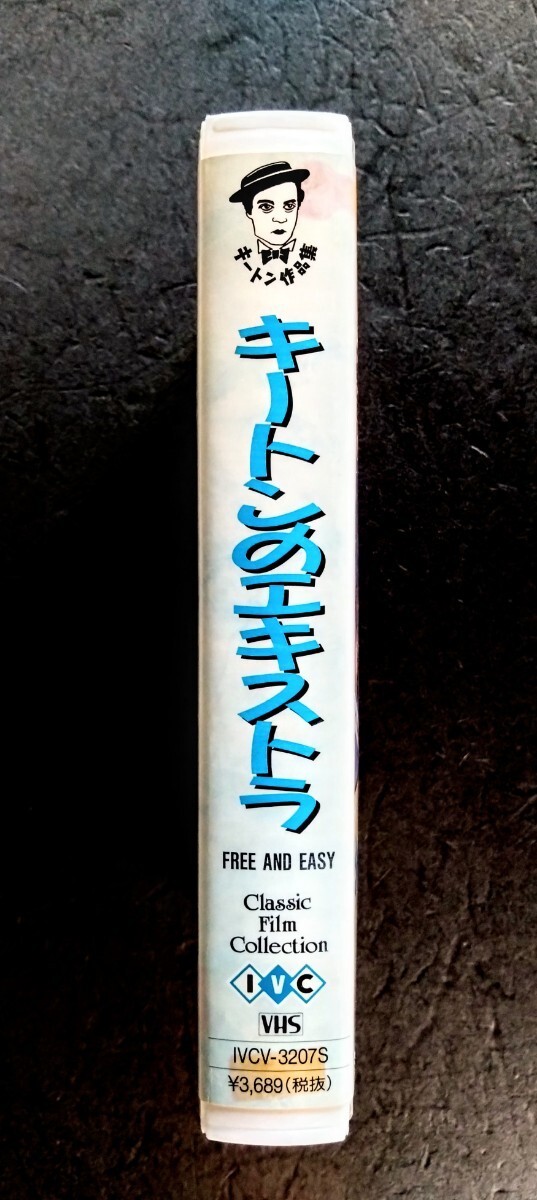 キートン作品集
キートンのエキストラ
FREE AND EASY
Classic
Film
Collection
IVC
VHS
IVCV-3207S
¥3,689(税抜)